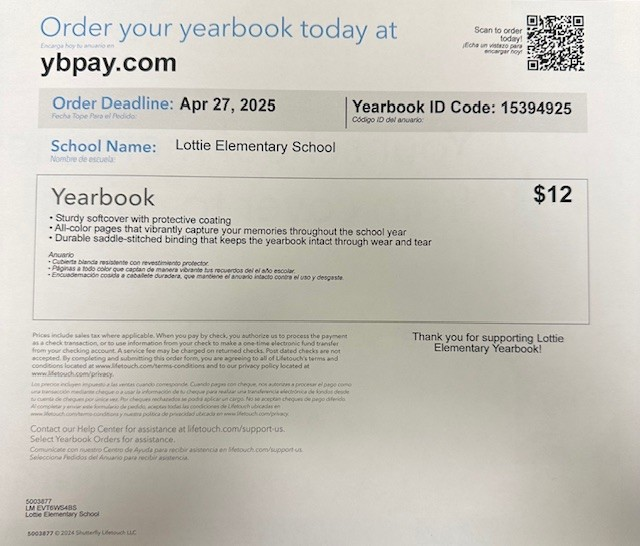 Order your yearbook today at
Encarga hoy tu anuario en
ybpay.com
Scan to order
today!
¡Echa un vistazo para
encargar hoy!
Order Deadline: Apr 27, 2025
Fecha Tope Para el Pedido:
Yearbook ID Code: 15394925
Código ID del anuario:
School Name: Lottie Elementary School
Nombre de escuela:
Yearbook
$12
• Sturdy softcover with protective coating
• All-color pages that vibrantly capture your memories throughout the school year
• Durable saddle-stitched binding that keeps the yearbook intact through wear and tear
Anuario
• Cubierta blanda resistente con revestimiento protector.
• Páginas a todo color que captan de manera vibrante tus recuerdos del el año escolar.
• Encuadernación cosida a caballete duradera, que mantiene el anuario intacto contra el uso y desgaste.
Prices include sales tax where applicable. When you pay by check, you authorize us to process the payment
as a check transaction, or to use information from your check to make a one-time electronic fund transfer
from your checking account. A service fee may be charged on returned checks. Post dated checks are not
accepted. By completing and submitting this order form, you are agreeing to all of Lifetouch's terms and
conditions located at www.lifetouch.com/terms-conditions and to our privacy policy located at
www.lifetouch.com/privacy.
Thank you for supporting Lottie
Elementary Yearbook!
Los precios incluyen impuesto a las ventas cuando corresponde. Cuando pagas con cheque, nos autorizas a procesar el pago como
una transacción mediante cheque o a usar la información de tu cheque para realizar una transferencia electrónica de fondos desde
tu cuenta de cheques por única vez. Por cheques rechazados se podría aplicar un cargo. No se aceptan cheques de pago diferido.
Al completar y enviar este formulario de pedido, aceptas todas las condiciones de Lifetouch ubicadas en
www.lifetouch.com/terms-conditions y nuestra política de privacidad ubicada en www.lifetouch.com/privacy.
Contact our Help Center for assistance at lifetouch.com/support-us.
Select Yearbook Orders for assistance.
Comunícate con nuestro Centro de Ayuda para recibir asistencia en lifetouch.com/support-us.
Selecciona Pedidos del Anuario para recibir asistencia.
5003877
LM EVT6WS4BS
Lottie Elementary School
5003877 © 2024 Shutterfly Lifetouch LLC